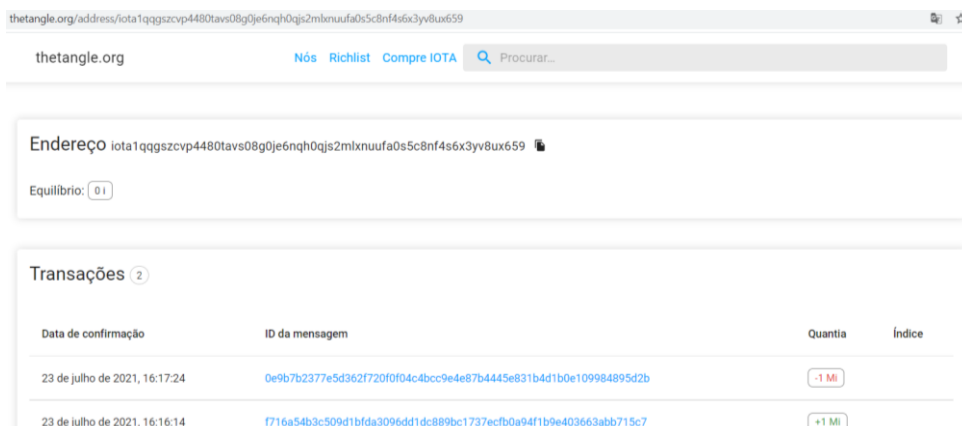 thetangle.org/address/iota1qqgszcvp4480tavs08g0je6nqh0qjs2mlxnuufa0s5c8nf4s6x3yv8ux659
thetangle.org Nós Richlist Compre IOTA Procurar...
Endereço iota1qqgszcvp4480tavs08g0je6nqh0qjs2mlxnuufa0s5c8nf4s6x3yv8ux659
Equilíbrio: 0 i
Transações 2
Data de confirmação ID da mensagem Quantia Índice
23 de julho de 2021, 16:17:24 0e9b7b2377e5d362f720f0f04c4bcc9e4e87b4445e831b4d1b0e109984895d2b -1 Mi
23 de julho de 2021, 16:16:14 f716a54b3c509d1bfda3096dd1dc889bc1737ecfb0a94f1b9e403663abb715c7 +1 Mi